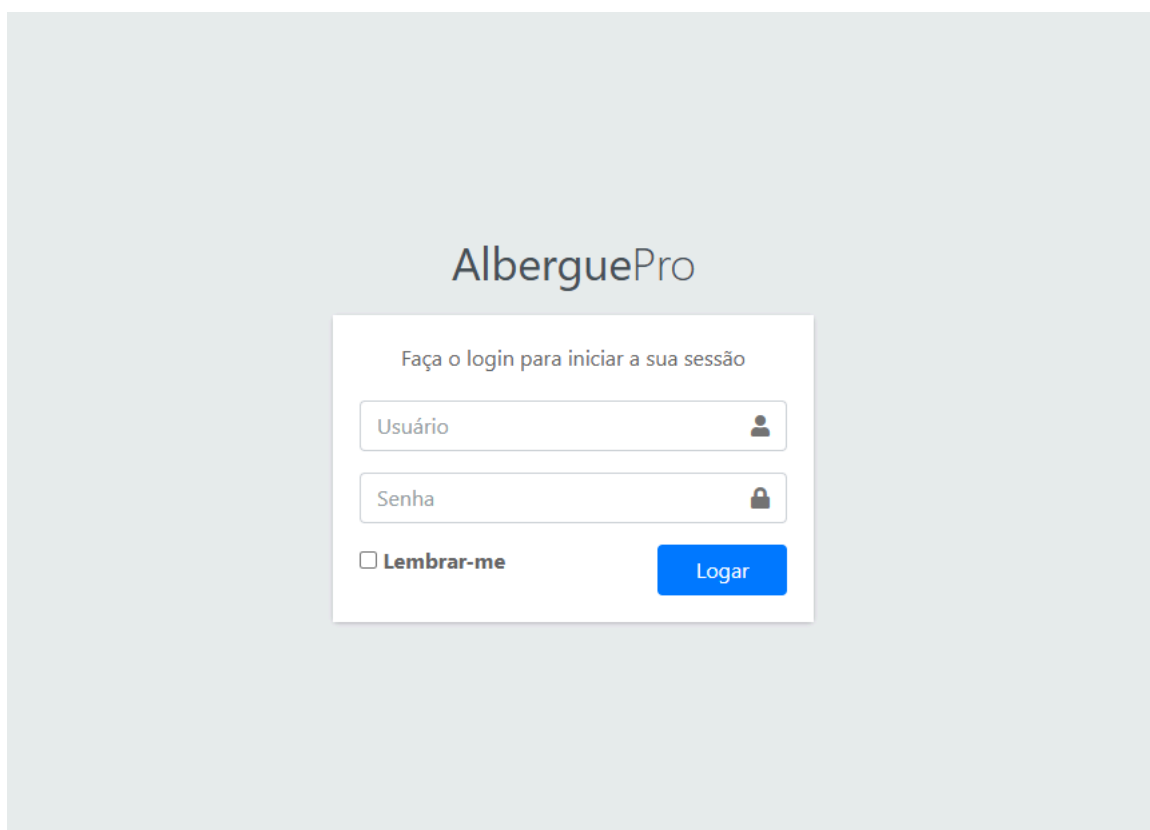 AlberguePro
Faça o login para iniciar a sua sessão
Usuário
Senha
Lembrar-me
Logar